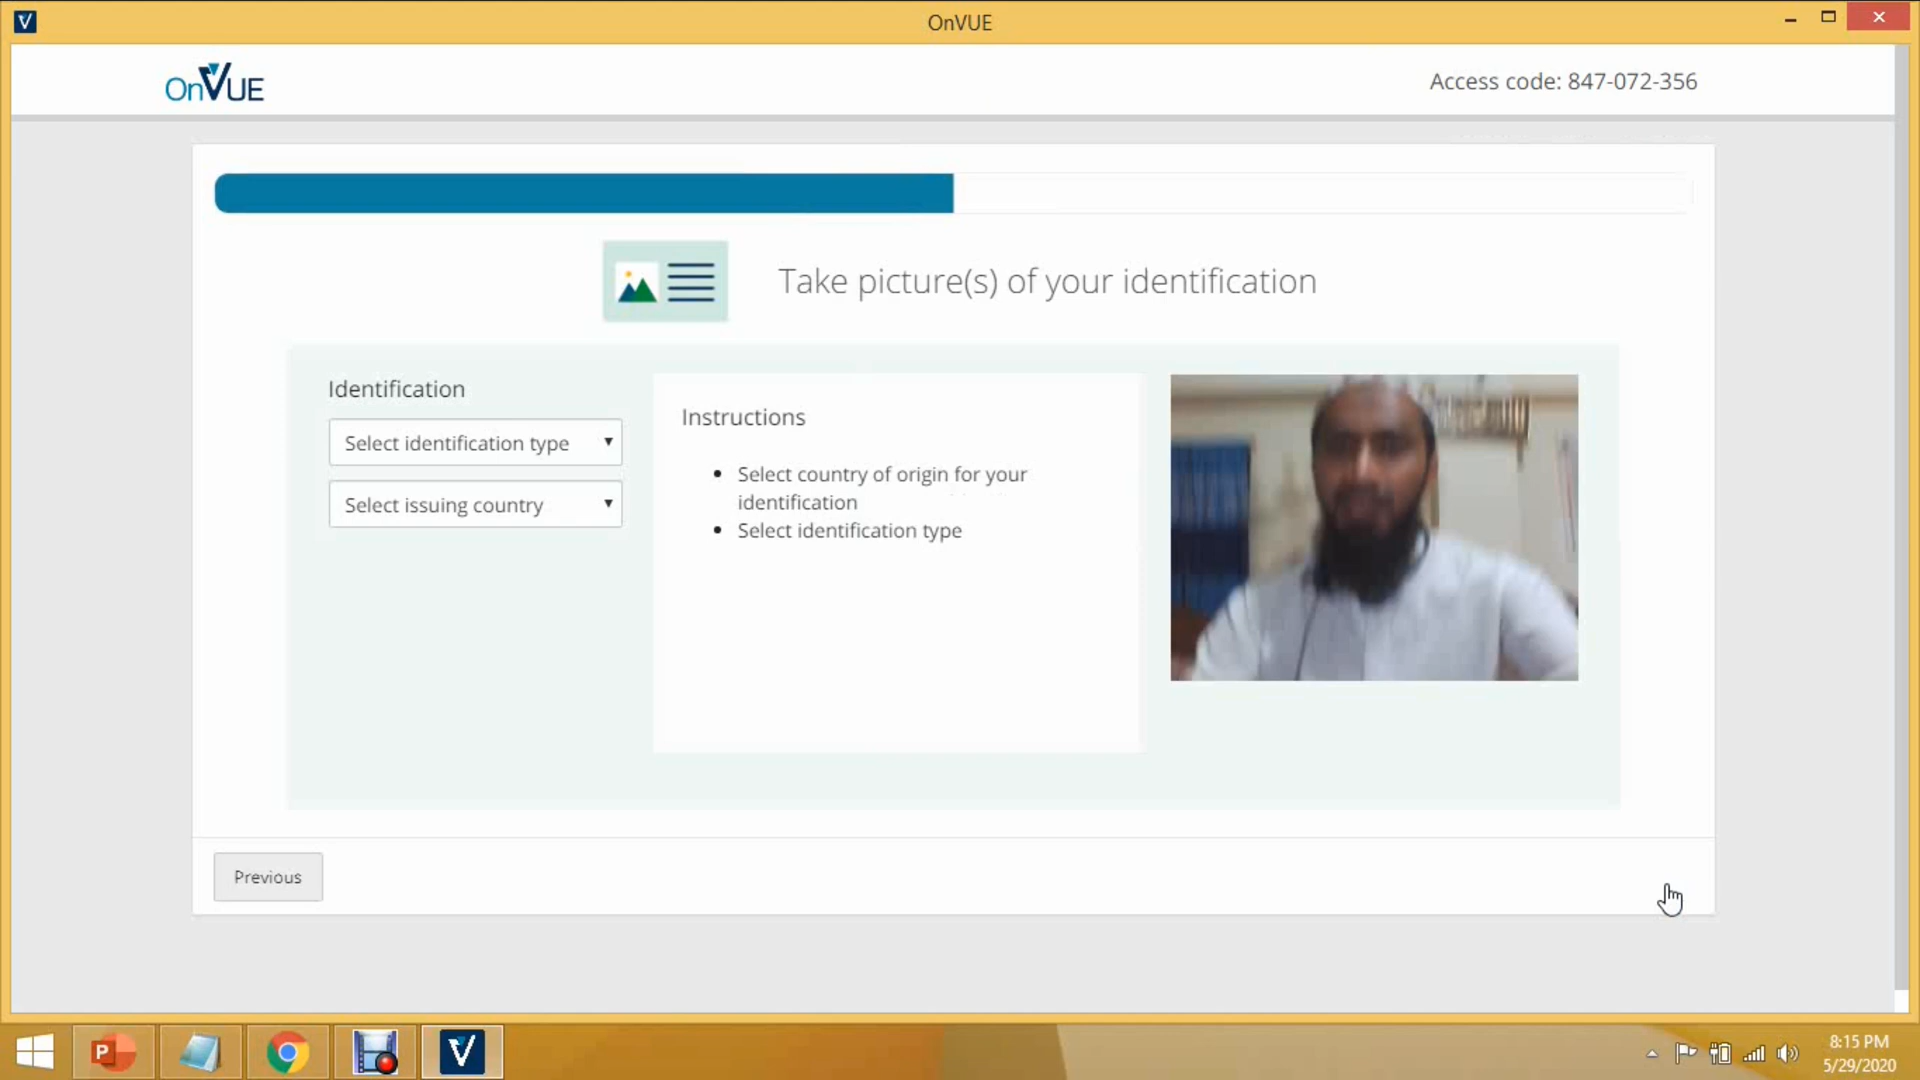 OnVUE
OnVUE
Access code: 847-072-356
Take picture(s) of your identification
Identification
Select identification type
Select issuing country
Instructions
Select country of origin for your
identification
Select identification type
Previous
8:15 PM
5/29/2020